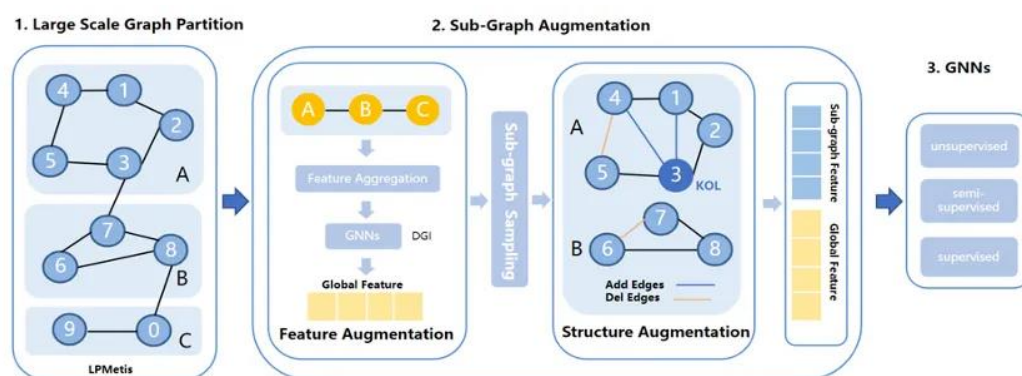 1. Large Scale Graph Partition
4
1
2
5
3
A
7
8
6
B
9
0
C
LPMetis
2. Sub-Graph Augmentation
A
B
C
Feature Aggregation
GNNs
DGI
Global Feature
Feature Augmentation
Sub-graph Sampling
4
1
A
2
5
3
KOL
7
B
6
8
Add Edges
Del Edges
Structure Augmentation
Sub-graph Feature
Global Feature
3. GNNs
unsupervised
semi-
supervised
supervised